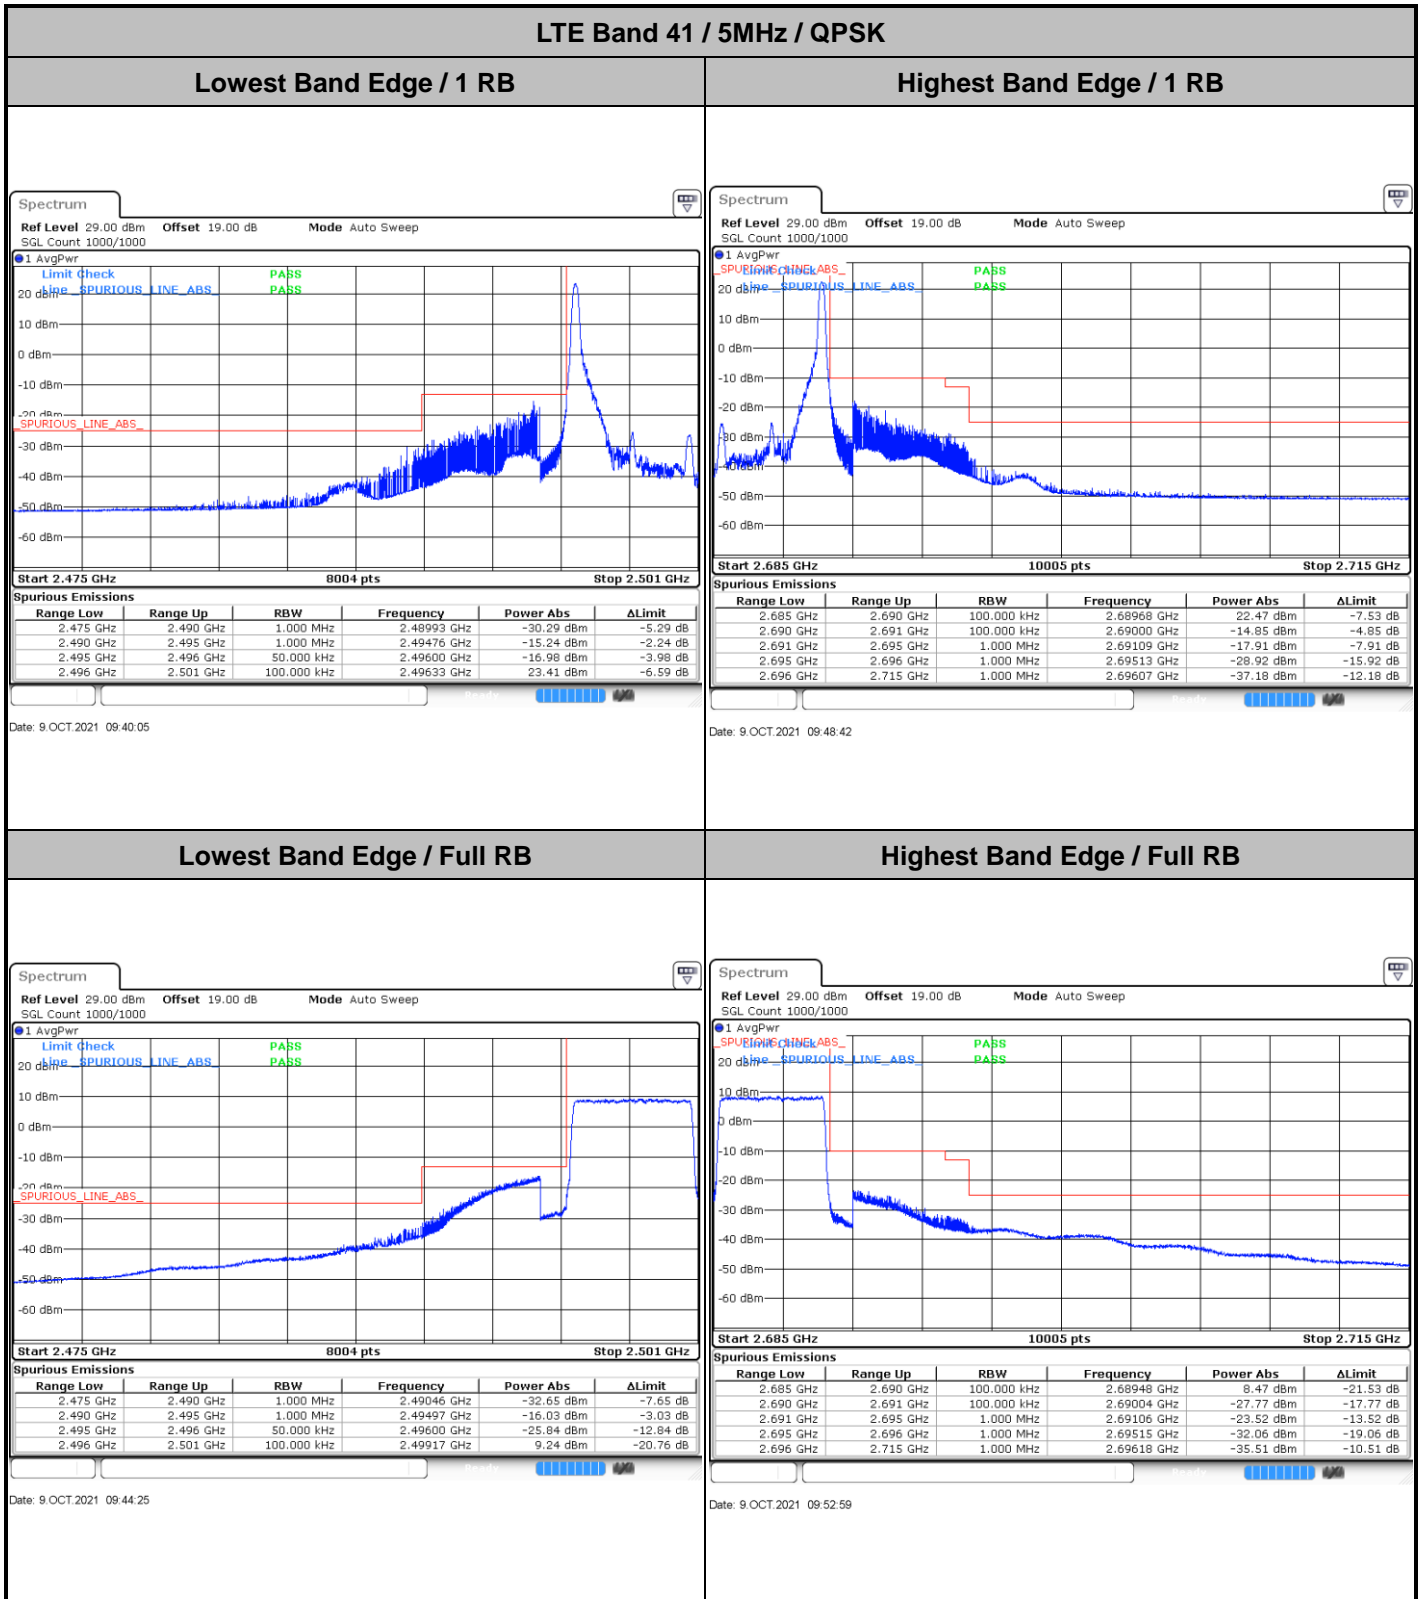 LTE Band 41 / 5MHz / QPSK
Lowest Band Edge / 1 RB
Highest Band Edge / 1 RB
Spectrum
Ref Level 29.00 dBm Offset 19.00 dB Mode Auto Sweep
SGL Count 1000/1000
1 AvgPwr
Limit Check PASS
Line _SPURIOUS_LINE_ABS_ PASS
20 dBm
10 dBm
0 dBm
-10 dBm
-20 dBm
_SPURIOUS_LINE_ABS_
-30 dBm
-40 dBm
-50 dBm
-60 dBm
Start 2.475 GHz 8004 pts Stop 2.501 GHz
Spurious Emissions
Range Low Range Up RBW Frequency Power Abs ΔLimit
2.475 GHz 2.490 GHz 1.000 MHz 2.48993 GHz -30.29 dBm -5.29 dB
2.490 GHz 2.495 GHz 1.000 MHz 2.49476 GHz -15.24 dBm -2.24 dB
2.495 GHz 2.496 GHz 50.000 kHz 2.49600 GHz -16.98 dBm -3.98 dB
2.496 GHz 2.501 GHz 100.000 kHz 2.49633 GHz 23.41 dBm -6.59 dB
Ready
Date: 9.OCT.2021 09:40:05
Spectrum
Ref Level 29.00 dBm Offset 19.00 dB Mode Auto Sweep
SGL Count 1000/1000
1 AvgPwr
_SPURIOUS_LINE_ABS_
Limit Check PASS
Line _SPURIOUS_LINE_ABS_ PASS
20 dBm
10 dBm
0 dBm
-10 dBm
-20 dBm
-30 dBm
-40 dBm
-50 dBm
-60 dBm
Start 2.685 GHz 10005 pts Stop 2.715 GHz
Spurious Emissions
Range Low Range Up RBW Frequency Power Abs ΔLimit
2.685 GHz 2.690 GHz 100.000 kHz 2.68968 GHz 22.47 dBm -7.53 dB
2.690 GHz 2.691 GHz 100.000 kHz 2.69000 GHz -14.85 dBm -4.85 dB
2.691 GHz 2.695 GHz 1.000 MHz 2.69109 GHz -17.91 dBm -7.91 dB
2.695 GHz 2.696 GHz 1.000 MHz 2.69513 GHz -28.92 dBm -15.92 dB
2.696 GHz 2.715 GHz 1.000 MHz 2.69607 GHz -37.18 dBm -12.18 dB
Ready
Date: 9.OCT.2021 09:48:42
Lowest Band Edge / Full RB
Highest Band Edge / Full RB
Spectrum
Ref Level 29.00 dBm Offset 19.00 dB Mode Auto Sweep
SGL Count 1000/1000
1 AvgPwr
Limit Check PASS
Line _SPURIOUS_LINE_ABS_ PASS
20 dBm
10 dBm
0 dBm
-10 dBm
-20 dBm
_SPURIOUS_LINE_ABS_
-30 dBm
-40 dBm
-50 dBm
-60 dBm
Start 2.475 GHz 8004 pts Stop 2.501 GHz
Spurious Emissions
Range Low Range Up RBW Frequency Power Abs ΔLimit
2.475 GHz 2.490 GHz 1.000 MHz 2.49046 GHz -32.65 dBm -7.65 dB
2.490 GHz 2.495 GHz 1.000 MHz 2.49497 GHz -16.03 dBm -3.03 dB
2.495 GHz 2.496 GHz 50.000 kHz 2.49600 GHz -25.84 dBm -12.84 dB
2.496 GHz 2.501 GHz 100.000 kHz 2.49917 GHz 9.24 dBm -20.76 dB
Ready
Date: 9.OCT.2021 09:44:25
Spectrum
Ref Level 29.00 dBm Offset 19.00 dB Mode Auto Sweep
SGL Count 1000/1000
1 AvgPwr
_SPURIOUS_LINE_ABS_
Limit Check PASS
Line _SPURIOUS_LINE_ABS_ PASS
20 dBm
10 dBm
0 dBm
-10 dBm
-20 dBm
-30 dBm
-40 dBm
-50 dBm
-60 dBm
Start 2.685 GHz 10005 pts Stop 2.715 GHz
Spurious Emissions
Range Low Range Up RBW Frequency Power Abs ΔLimit
2.685 GHz 2.690 GHz 100.000 kHz 2.68948 GHz 8.47 dBm -21.53 dB
2.690 GHz 2.691 GHz 100.000 kHz 2.69004 GHz -27.77 dBm -17.77 dB
2.691 GHz 2.695 GHz 1.000 MHz 2.69106 GHz -23.52 dBm -13.52 dB
2.695 GHz 2.696 GHz 1.000 MHz 2.69515 GHz -32.06 dBm -19.06 dB
2.696 GHz 2.715 GHz 1.000 MHz 2.69618 GHz -35.51 dBm -10.51 dB
Ready
Date: 9.OCT.2021 09:52:59